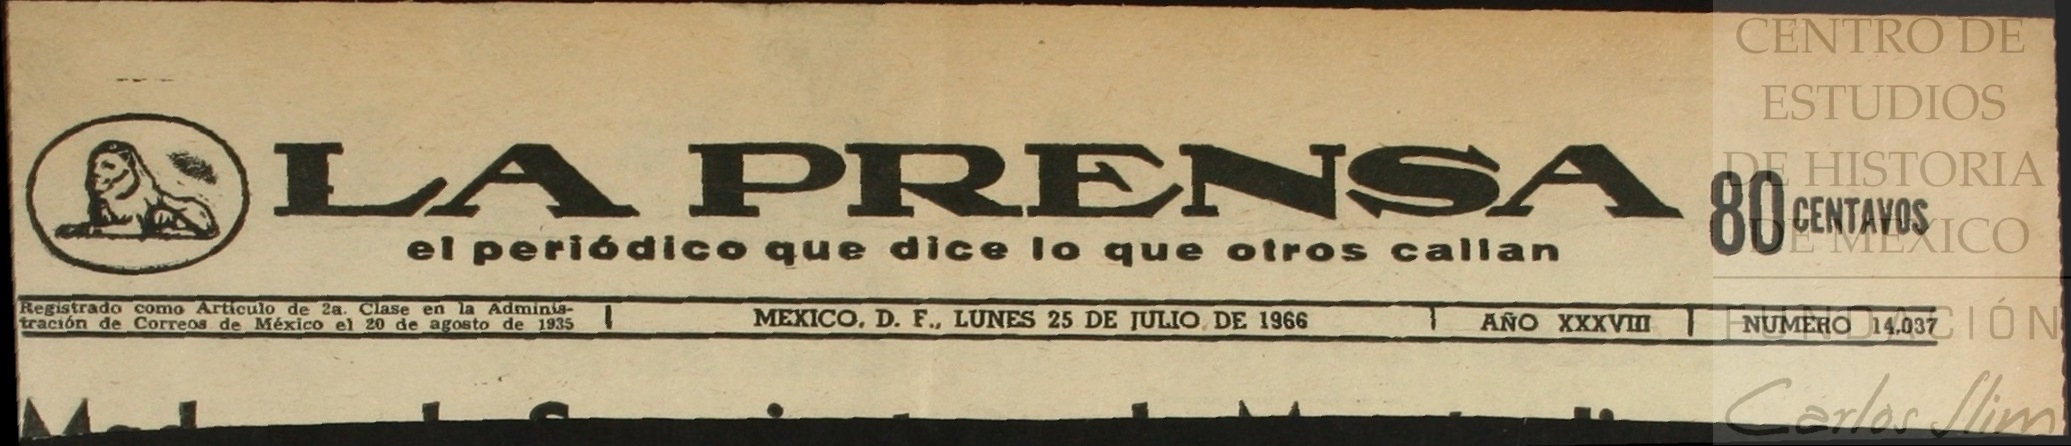 LA PRENSA
el periódico que dice lo que otros callan
80 CENTAVOS
Registrado como Artículo de 2a. Clase en la Adminis-
tración de Correos de México el 20 de agosto de 1935
MEXICO, D. F., LUNES 25 DE JULIO DE 1966
AÑO XXXVIII
NUMERO 14,037
CENTRO DE
ESTUDIOS
DE HISTORIA
DE MÉXICO
FUNDACIÓN
Carlos Slim